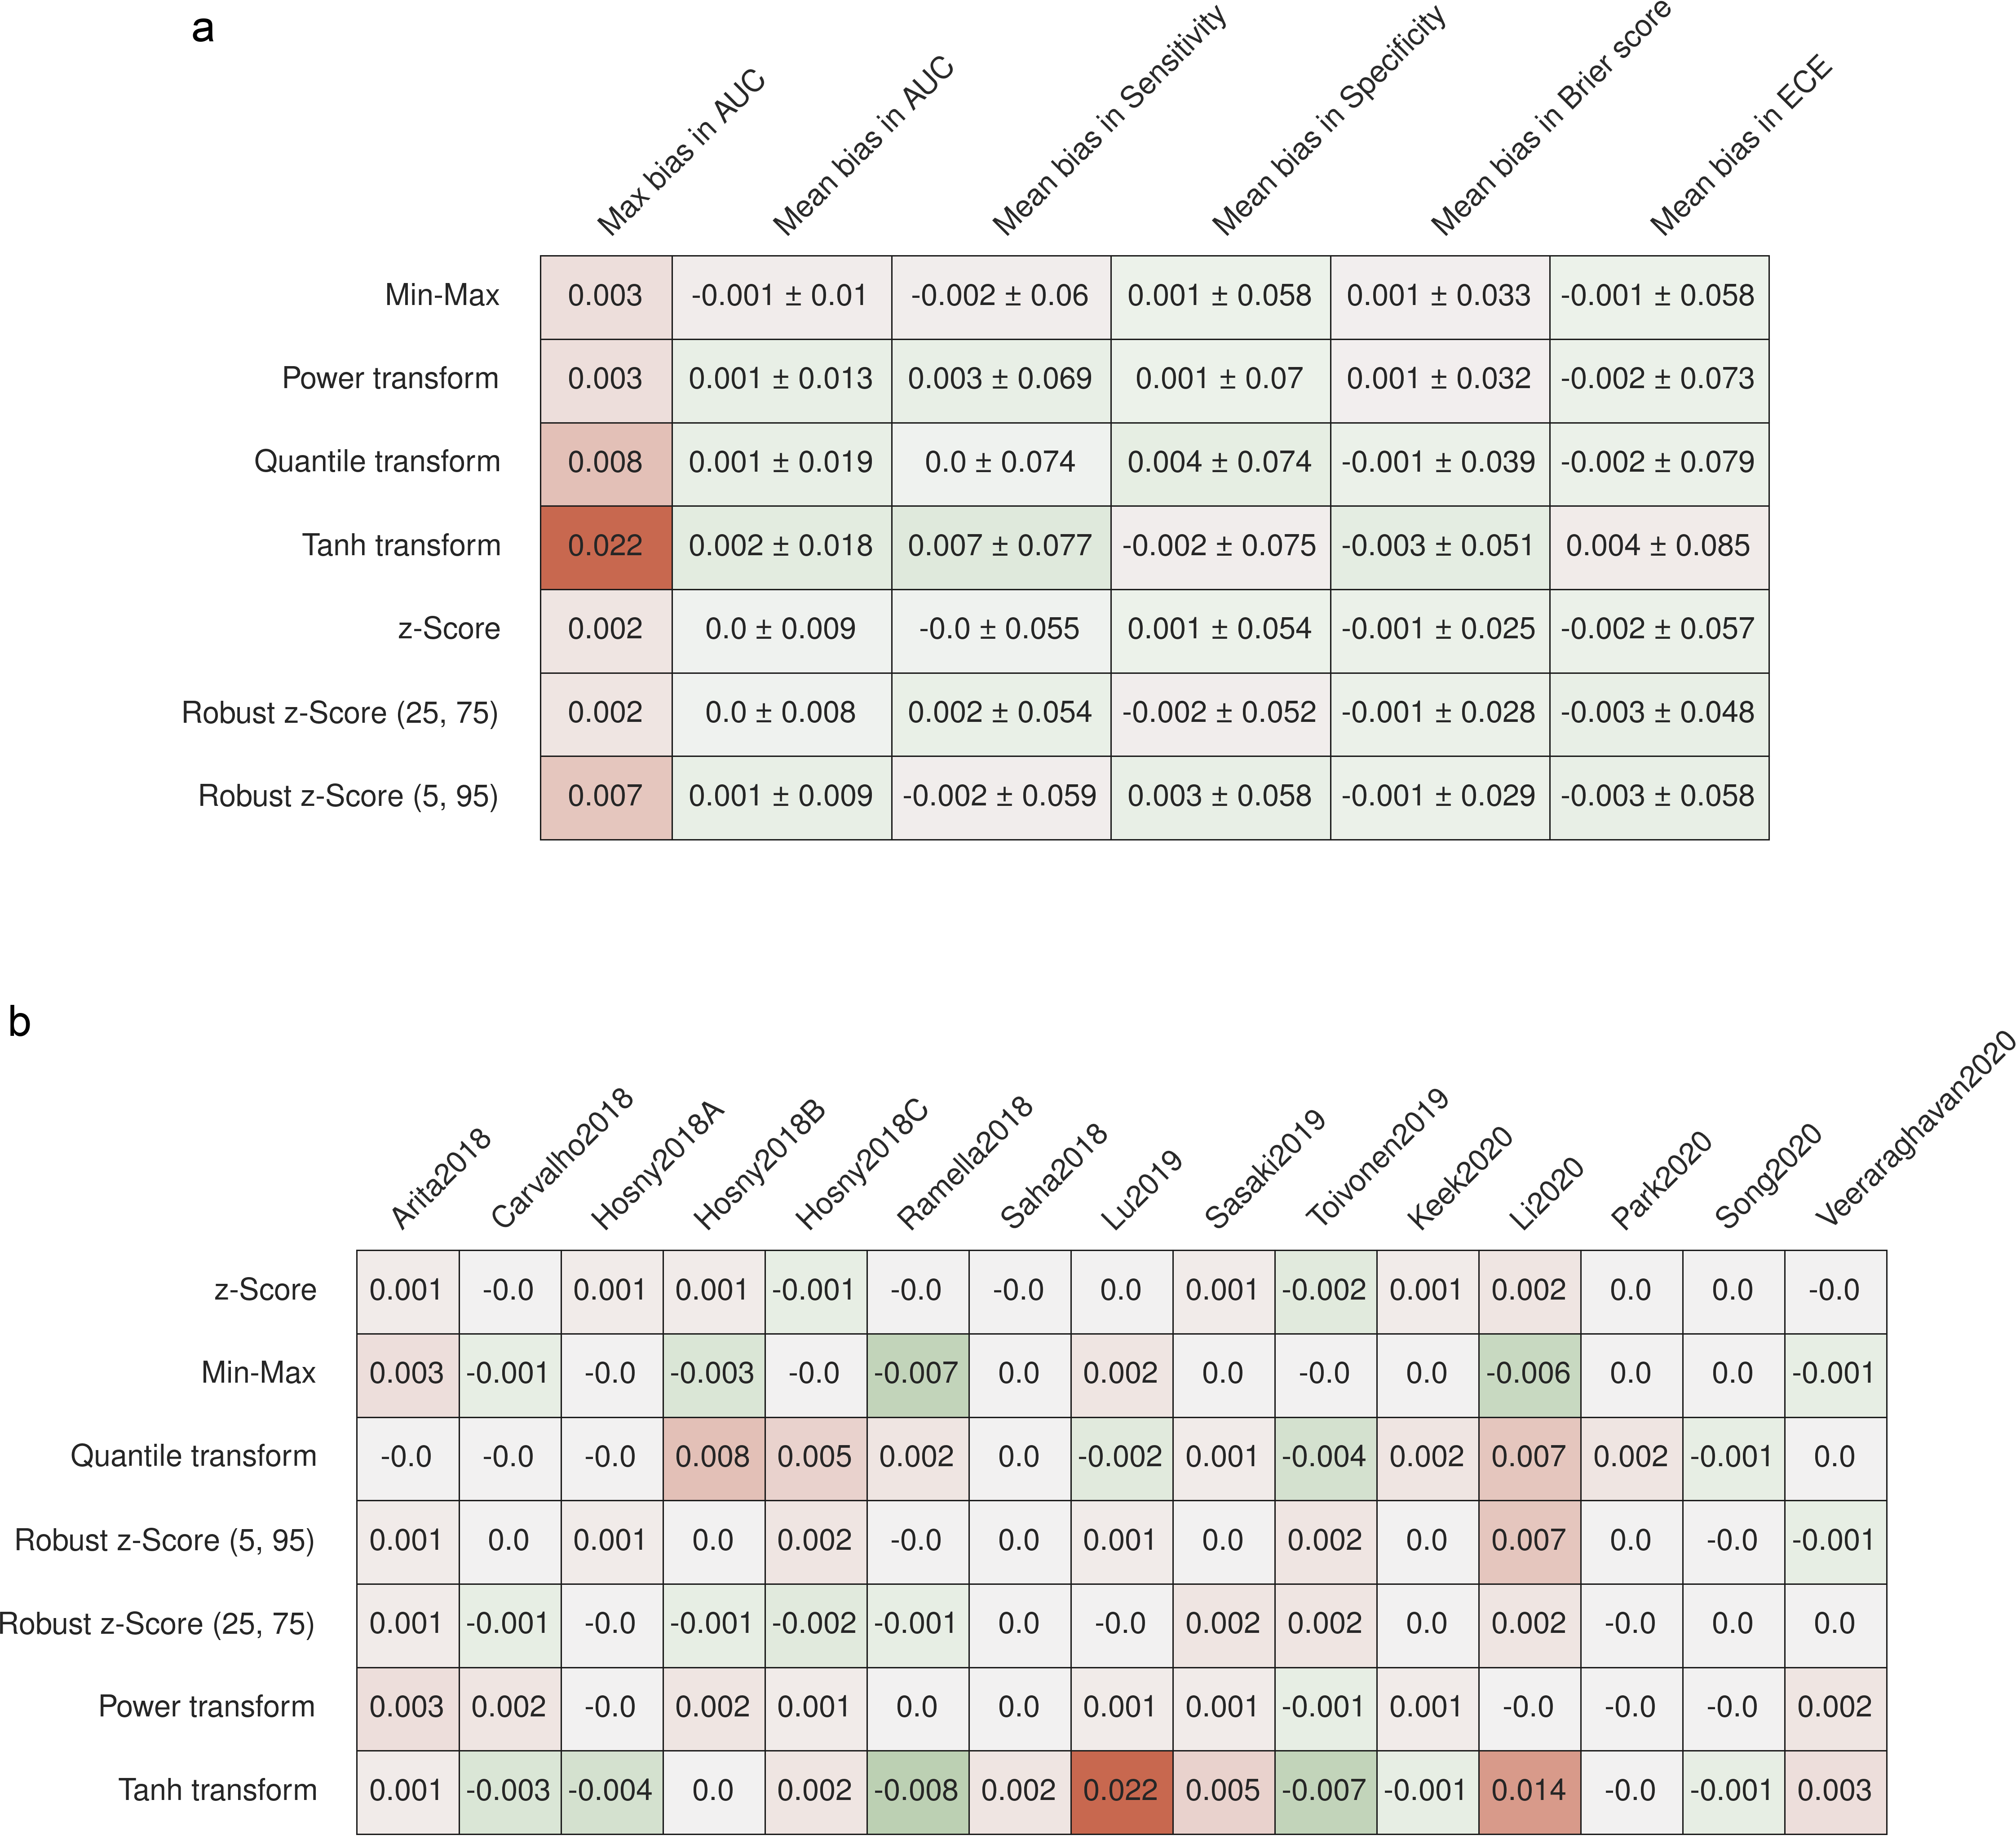 a
Max bias in AUC Mean bias in AUC Mean bias in Sensitivity Mean bias in Specificity Mean bias in Brier score Mean bias in ECE
Min-Max 0.003 -0.001 ± 0.01 -0.002 ± 0.06 0.001 ± 0.058 0.001 ± 0.033 -0.001 ± 0.058
Power transform 0.003 0.001 ± 0.013 0.003 ± 0.069 0.001 ± 0.07 0.001 ± 0.032 -0.002 ± 0.073
Quantile transform 0.008 0.001 ± 0.019 0.0 ± 0.074 0.004 ± 0.074 -0.001 ± 0.039 -0.002 ± 0.079
Tanh transform 0.022 0.002 ± 0.018 0.007 ± 0.077 -0.002 ± 0.075 -0.003 ± 0.051 0.004 ± 0.085
z-Score 0.002 0.0 ± 0.009 -0.0 ± 0.055 0.001 ± 0.054 -0.001 ± 0.025 -0.002 ± 0.057
Robust z-Score (25, 75) 0.002 0.0 ± 0.008 0.002 ± 0.054 -0.002 ± 0.052 -0.001 ± 0.028 -0.003 ± 0.048
Robust z-Score (5, 95) 0.007 0.001 ± 0.009 -0.002 ± 0.059 0.003 ± 0.058 -0.001 ± 0.029 -0.003 ± 0.058
b
Arita2018 Carvalho2018 Hosny2018A Hosny2018B Hosny2018C Ramella2018 Saha2018 Lu2019 Sasaki2019 Toivonen2019 Keek2020 Li2020 Park2020 Song2020 Veeraraghavan2020
z-Score 0.001 -0.0 0.001 0.001 -0.001 -0.0 -0.0 0.0 0.001 -0.002 0.001 0.002 0.0 0.0 -0.0
Min-Max 0.003 -0.001 -0.0 -0.003 -0.0 -0.007 0.0 0.002 0.0 -0.0 0.0 -0.006 0.0 0.0 -0.001
Quantile transform -0.0 -0.0 -0.0 0.008 0.005 0.002 0.0 -0.002 0.001 -0.004 0.002 0.007 0.002 -0.001 0.0
Robust z-Score (5, 95) 0.001 0.0 0.001 0.0 0.002 -0.0 0.0 0.001 0.0 0.002 0.0 0.007 0.0 -0.0 -0.001
Robust z-Score (25, 75) 0.001 -0.001 -0.0 -0.001 -0.002 -0.001 0.0 -0.0 0.002 0.002 0.0 0.002 -0.0 0.0 0.0
Power transform 0.003 0.002 -0.0 0.002 0.001 0.0 0.0 0.001 0.001 -0.001 0.001 -0.0 -0.0 -0.0 0.002
Tanh transform 0.001 -0.003 -0.004 0.0 0.002 -0.008 0.002 0.022 0.005 -0.007 -0.001 0.014 -0.0 -0.001 0.003